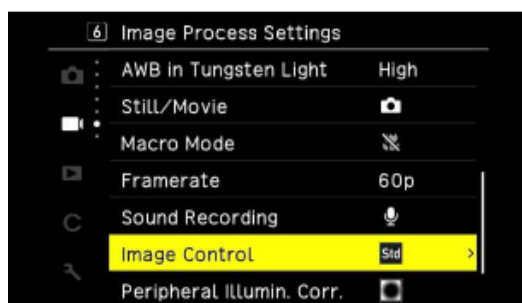 6 Image Process Settings
AWB in Tungsten Light High
Still/Movie
Macro Mode
Framerate 60p
Sound Recording
C
Image Control Std >
Peripheral Illumin. Corr.